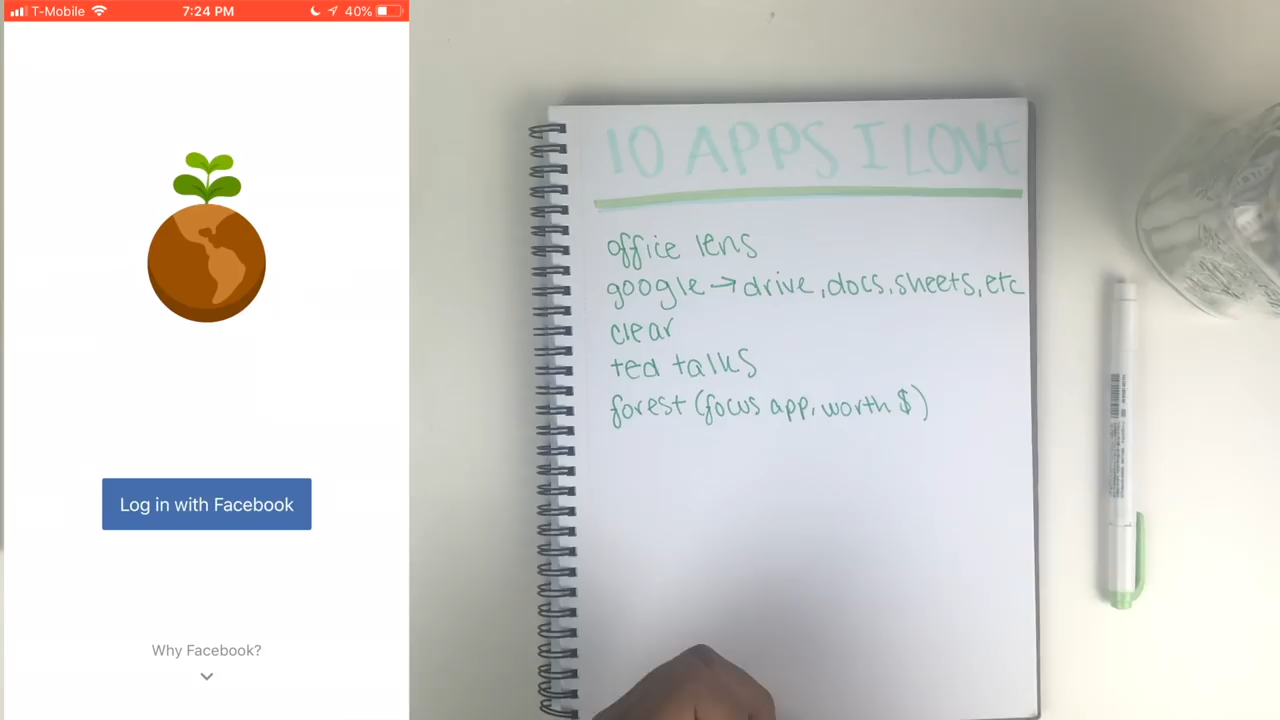 T-Mobile 7:24 PM 40%
Log in with Facebook
Why Facebook?
10 APPS I LOVE
office lens
google → drive, docs, sheets, etc
clear
ted talks
forest (focus app, worth $)